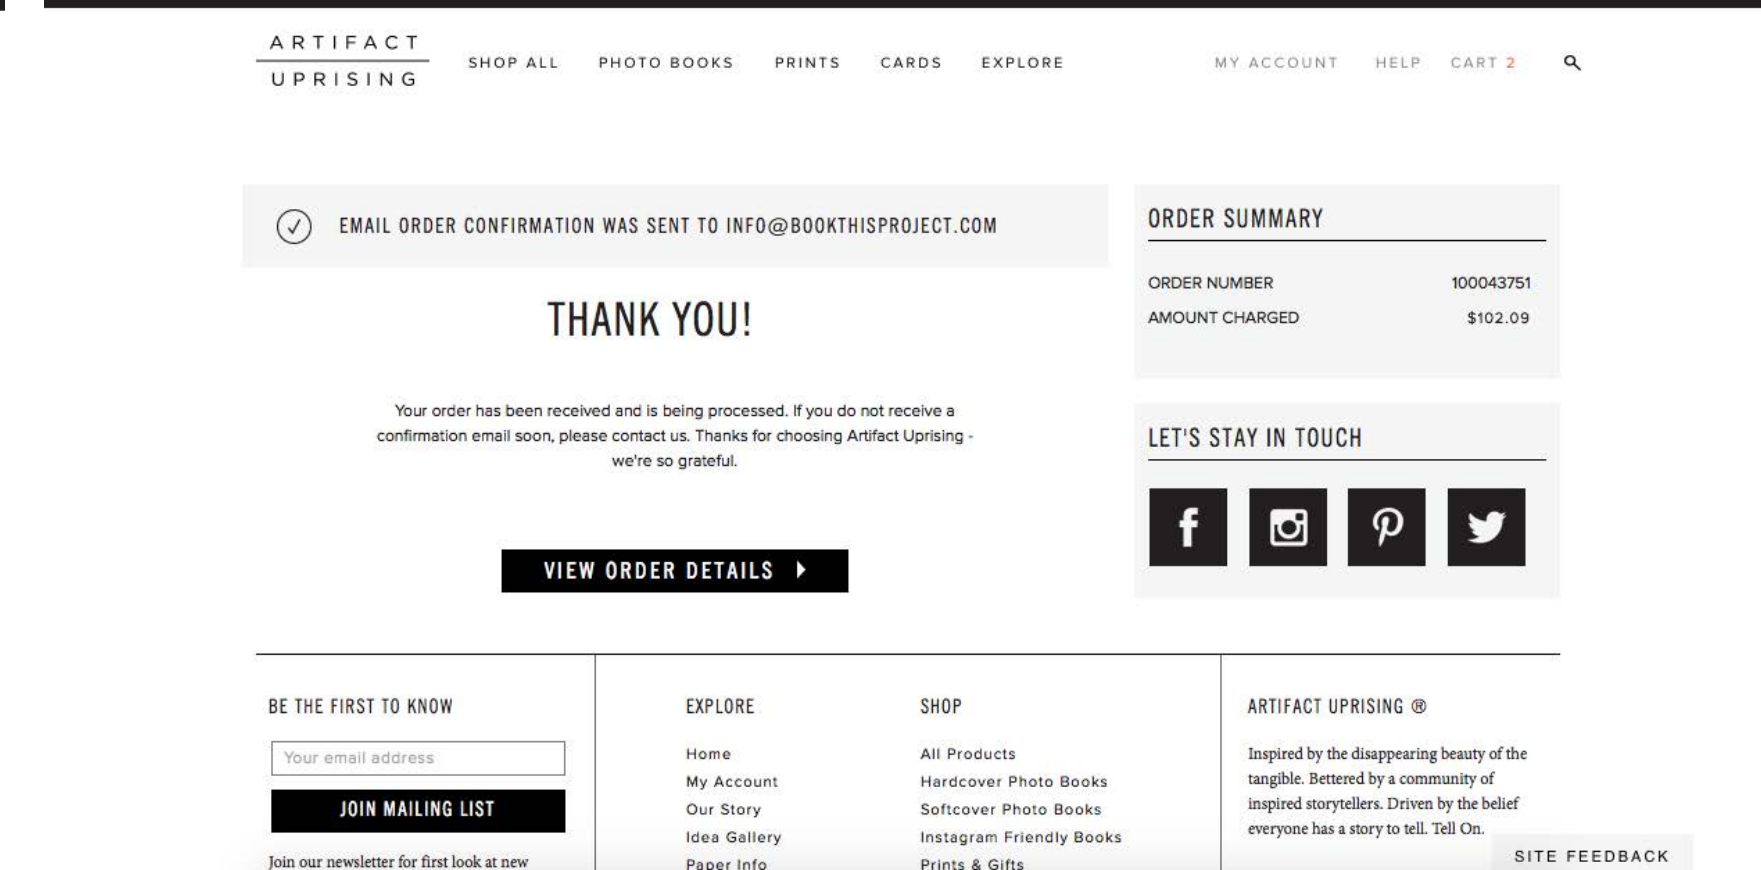 ARTIFACT
UPRISING
SHOP ALL PHOTO BOOKS PRINTS CARDS EXPLORE MY ACCOUNT HELP CART 2
EMAIL ORDER CONFIRMATION WAS SENT TO INFO@BOOKTHISPROJECT.COM
THANK YOU!
Your order has been received and is being processed. If you do not receive a
confirmation email soon, please contact us. Thanks for choosing Artifact Uprising -
we're so grateful.
VIEW ORDER DETAILS
ORDER SUMMARY
ORDER NUMBER 100043751
AMOUNT CHARGED $102.09
LET'S STAY IN TOUCH
BE THE FIRST TO KNOW
Your email address
JOIN MAILING LIST
Join our newsletter for first look at new
EXPLORE
Home
My Account
Our Story
Idea Gallery
Paper Info
SHOP
All Products
Hardcover Photo Books
Softcover Photo Books
Instagram Friendly Books
Prints & Gifts
ARTIFACT UPRISING ®
Inspired by the disappearing beauty of the
tangible. Bettered by a community of
inspired storytellers. Driven by the belief
everyone has a story to tell. Tell On.
SITE FEEDBACK